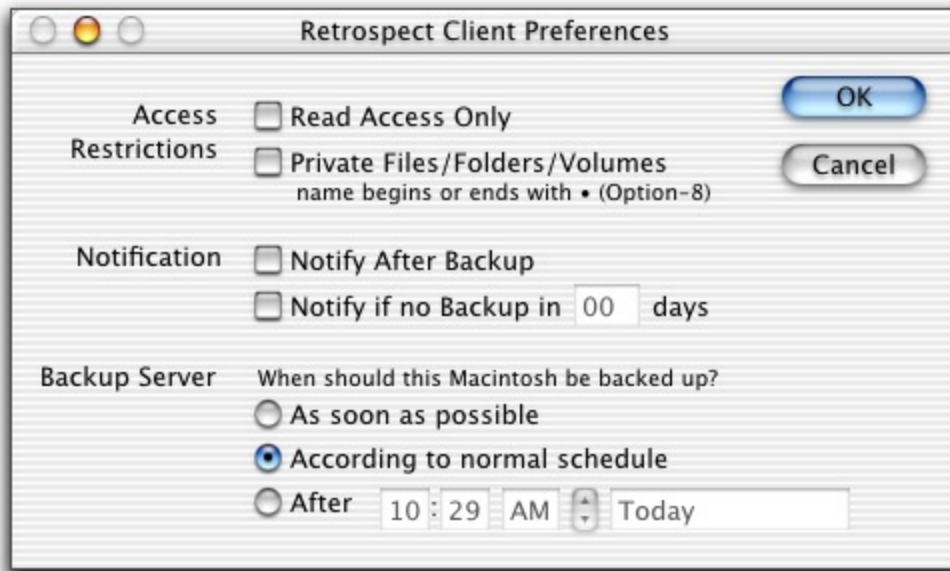 Retrospect Client Preferences
Access Restrictions
Read Access Only
Private Files/Folders/Volumes
name begins or ends with • (Option-8)
OK
Cancel
Notification
Notify After Backup
Notify if no Backup in 00 days
Backup Server
When should this Macintosh be backed up?
As soon as possible
According to normal schedule
After 10 : 29 AM Today